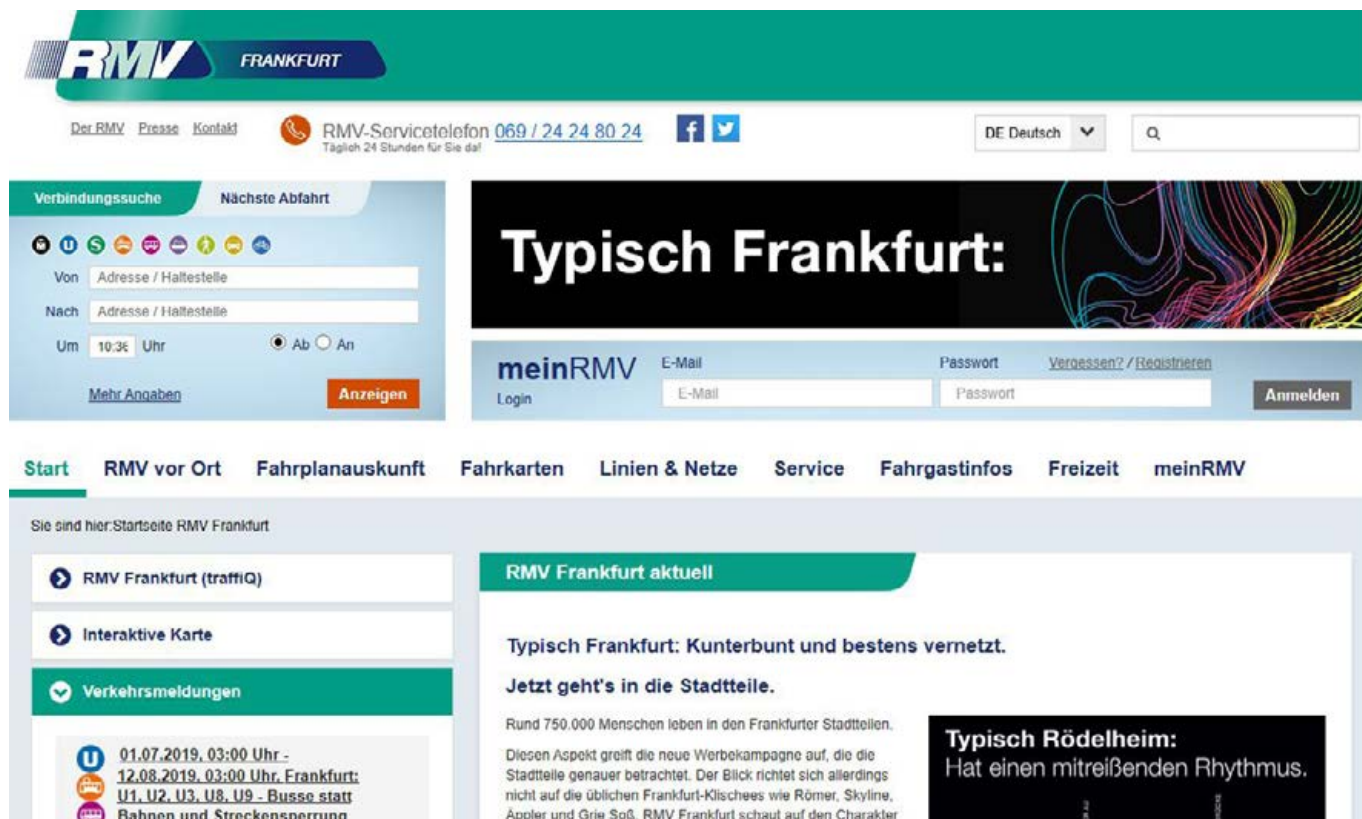 RMV FRANKFURT
Der RMV Presse Kontakt
RMV-Servicetelefon 069 / 24 24 80 24
Täglich 24 Stunden für Sie da!
DE Deutsch
Verbindungssuche Nächste Abfahrt
Von Adresse / Haltestelle
Nach Adresse / Haltestelle
Um 10:36 Uhr Ab An
Mehr Angaben Anzeigen
Typisch Frankfurt:
meinRMV
Login
E-Mail Passwort Vergessen? / Registrieren
E-Mail Passwort Anmelden
Start RMV vor Ort Fahrplanauskunft Fahrkarten Linien & Netze Service Fahrgastinfos Freizeit meinRMV
Sie sind hier:Startseite RMV Frankfurt
RMV Frankfurt (traffiQ)
Interaktive Karte
Verkehrsmeldungen
01.07.2019, 03:00 Uhr -
12.08.2019, 03:00 Uhr, Frankfurt:
U1, U2, U3, U8, U9 - Busse statt
Bahnen und Streckensperrung
RMV Frankfurt aktuell
Typisch Frankfurt: Kunterbunt und bestens vernetzt.
Jetzt geht's in die Stadtteile.
Rund 750.000 Menschen leben in den Frankfurter Stadtteilen.
Diesen Aspekt greift die neue Werbekampagne auf, die die
Stadtteile genauer betrachtet. Der Blick richtet sich allerdings
nicht auf die üblichen Frankfurt-Klischees wie Römer, Skyline,
Appler und Grie Soß. RMV Frankfurt schaut auf den Charakter
Typisch Rödelheim:
Hat einen mitreißenden Rhythmus.